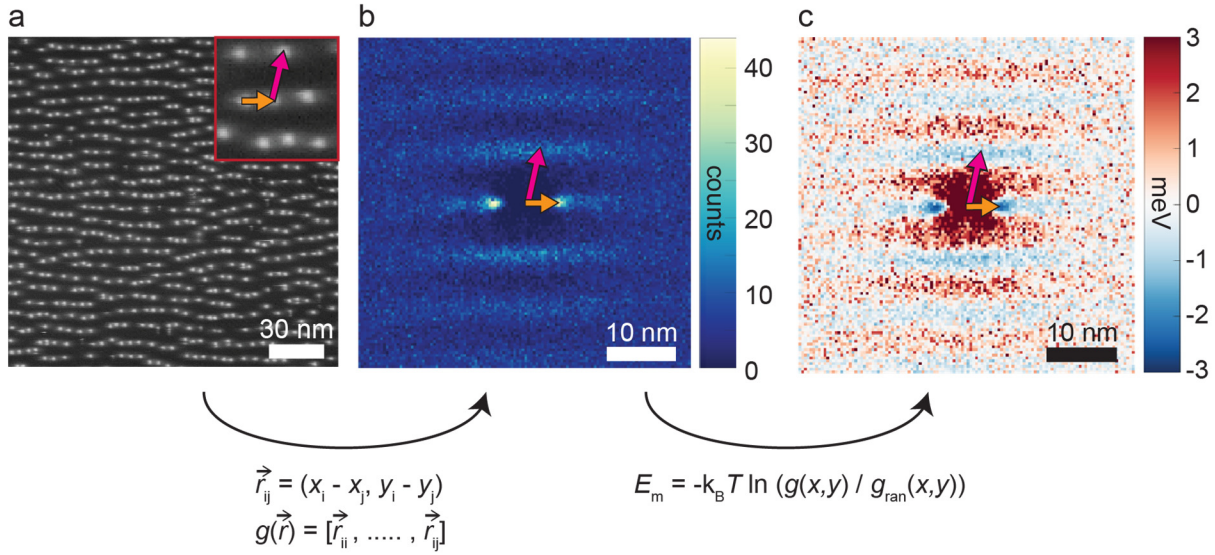 a
b
c
30 nm
10 nm
40
30
20
10
0
counts
10 nm
3
2
1
0
-1
-2
-3
meV
r⃗ij = (xi - xj, yi - yj)
g(r⃗) = [r⃗ii, ..... , r⃗ij]
Em = -kBT ln (g(x,y) / gran(x,y))